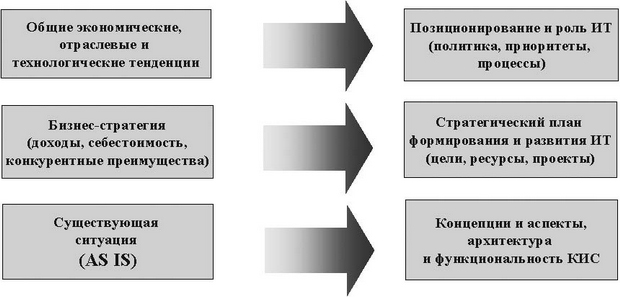 Общие экономические,
отраслевые и
технологические тенденции
Позиционирование и роль ИТ
(политика, приоритеты,
процессы)
Бизнес-стратегия
(доходы, себестоимость,
конкурентные преимущества)
Стратегический план
формирования и развития ИТ
(цели, ресурсы, проекты)
Существующая
ситуация
(AS IS)
Концепции и аспекты,
архитектура
и функциональность КИС